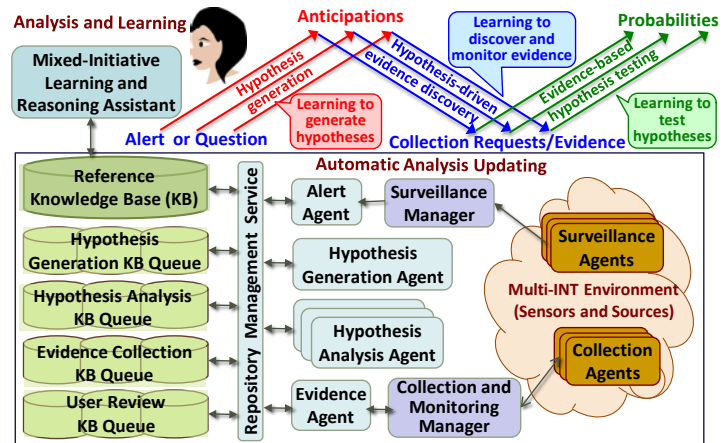 Analysis and Learning
Anticipations
Learning to
discover and
monitor evidence
Probabilities
Mixed-Initiative
Learning and
Reasoning Assistant
Hypothesis
generation
Hypothesis-driven
evidence discovery
Evidence-based
hypothesis testing
Learning to
generate
hypotheses
Learning to
test
hypotheses
Alert or Question
Collection Requests/Evidence
Automatic Analysis Updating
Reference
Knowledge Base (KB)
Hypothesis
Generation KB Queue
Hypothesis Analysis
KB Queue
Evidence Collection
KB Queue
User Review
KB Queue
Repository Management Service
Alert
Agent
Surveillance
Manager
Hypothesis
Generation Agent
Hypothesis
Analysis Agent
Evidence
Agent
Collection and
Monitoring
Manager
Surveillance
Agents
Multi-INT Environment
(Sensors and Sources)
Collection
Agents